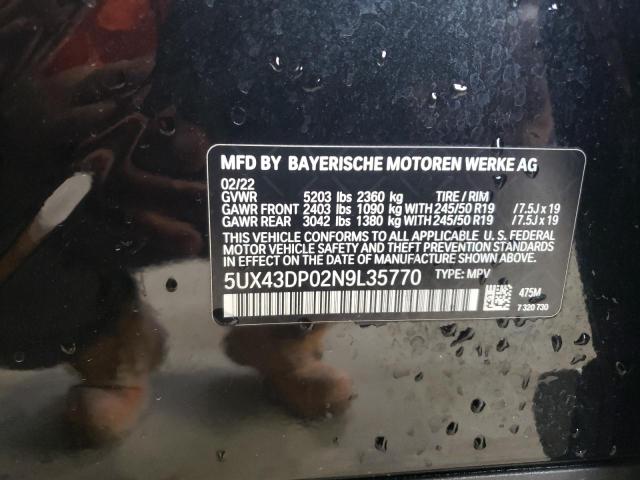 MFD BY BAYERISCHE MOTOREN WERKE AG
02/22
GVWR 5203 lbs 2360 kg TIRE / RIM
GAWR FRONT 2403 lbs 1090 kg WITH 245/50 R19 / 7.5J x 19
GAWR REAR 3042 lbs 1380 kg WITH 245/50 R19 / 7.5J x 19
THIS VEHICLE CONFORMS TO ALL APPLICABLE U. S. FEDERAL
MOTOR VEHICLE SAFETY AND THEFT PREVENTION STANDARDS
IN EFFECT ON THE DATE OF MANUFACTURE SHOWN ABOVE.
5UX43DP02N9L35770 TYPE: MPV
475M
7 320 730